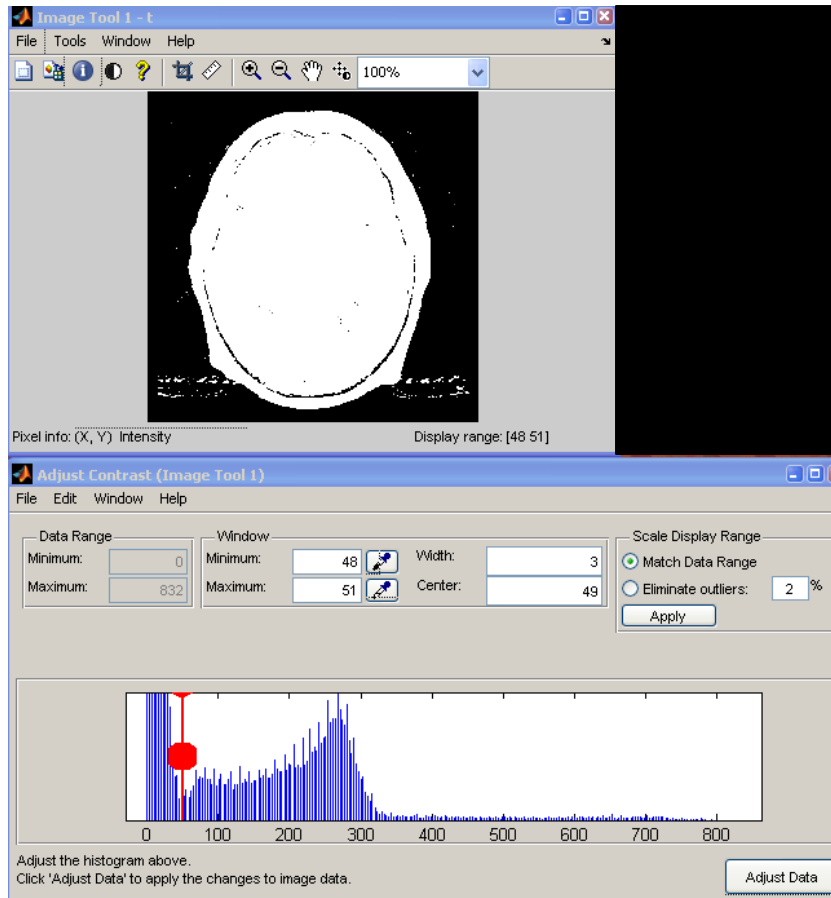 Image Tool 1 - t
File Tools Window Help
100%
Pixel info: (X, Y) Intensity Display range: [48 51]
Adjust Contrast (Image Tool 1)
File Edit Window Help
Data Range Window Scale Display Range
Minimum: 0 Minimum: 48 Width: 3 Match Data Range
Maximum: 832 Maximum: 51 Center: 49 Eliminate outliers: 2 %
Apply
0 100 200 300 400 500 600 700 800
Adjust the histogram above.
Click 'Adjust Data' to apply the changes to image data. Adjust Data